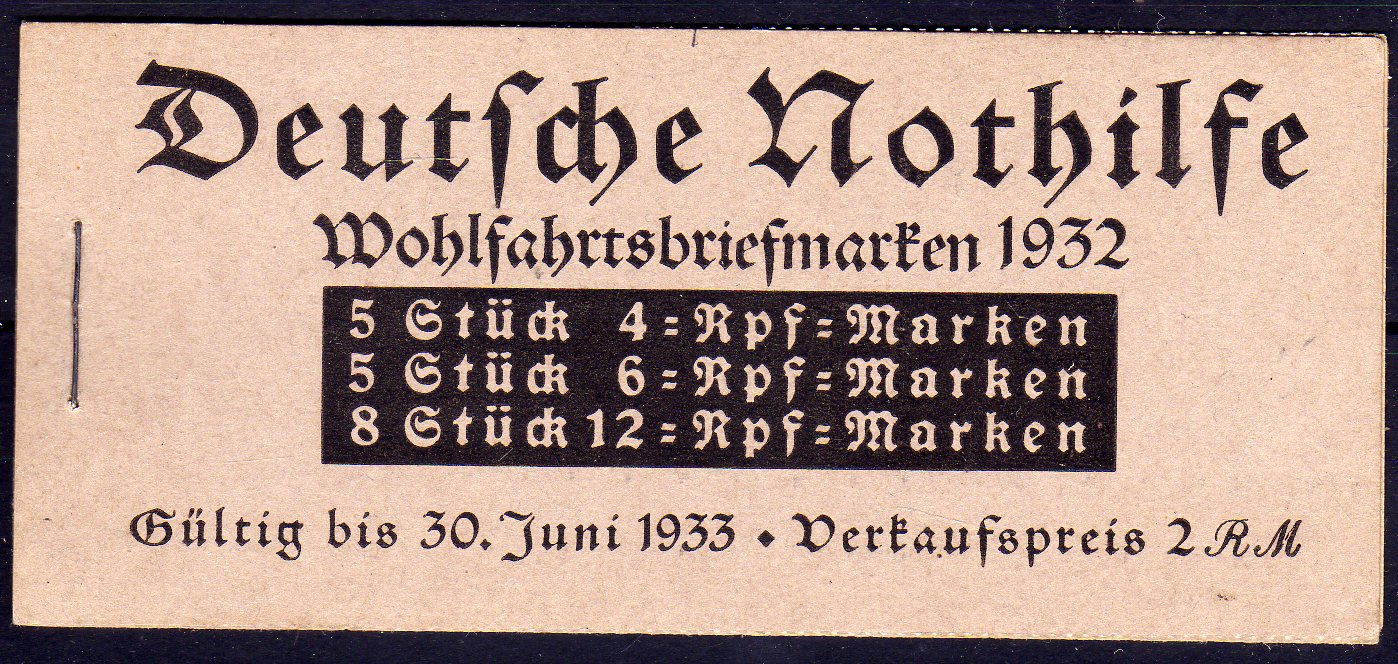 Deutſche Nothilfe
Wohlfahrtsbriefmarken 1932
5 Stück 4=Rpf=Marken
5 Stück 6=Rpf=Marken
8 Stück 12=Rpf=Marken
Gültig bis 30. Juni 1933 ⬩ Verkaufspreis 2 RM